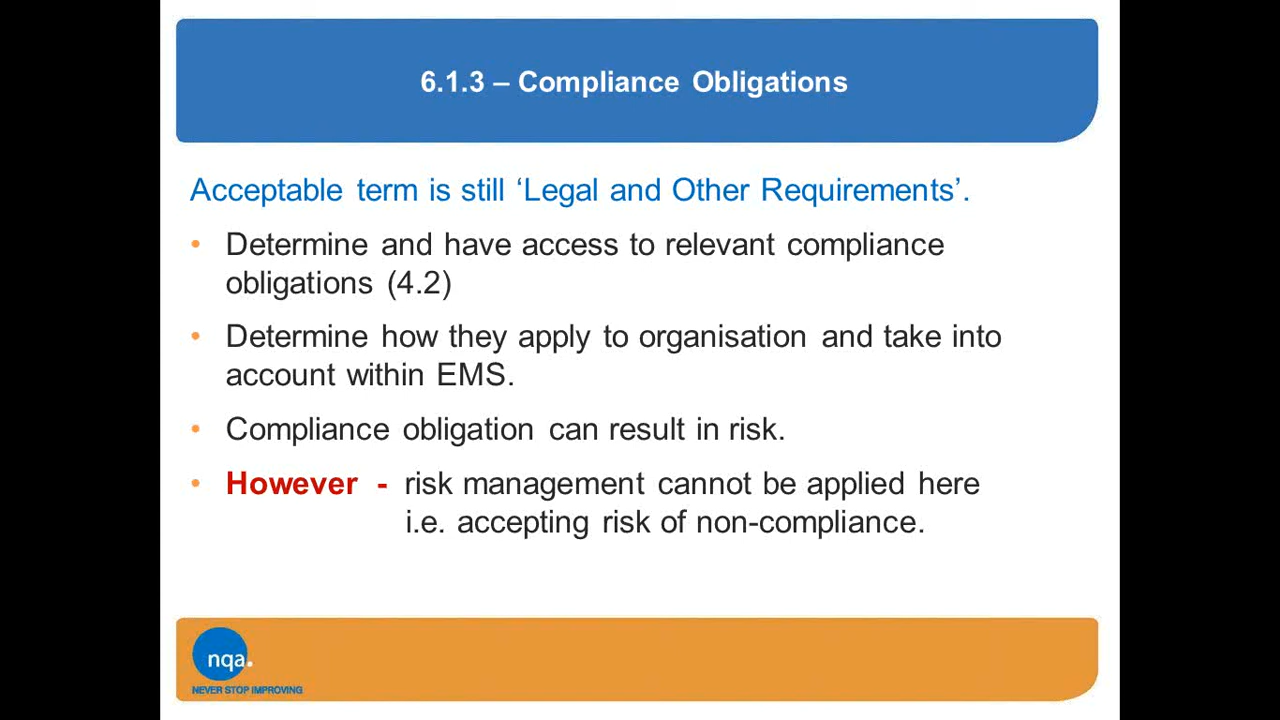 6.1.3 – Compliance Obligations
Acceptable term is still ‘Legal and Other Requirements’.
• Determine and have access to relevant compliance
obligations (4.2)
• Determine how they apply to organisation and take into
account within EMS.
• Compliance obligation can result in risk.
• However - risk management cannot be applied here
i.e. accepting risk of non-compliance.
nqa.
NEVER STOP IMPROVING